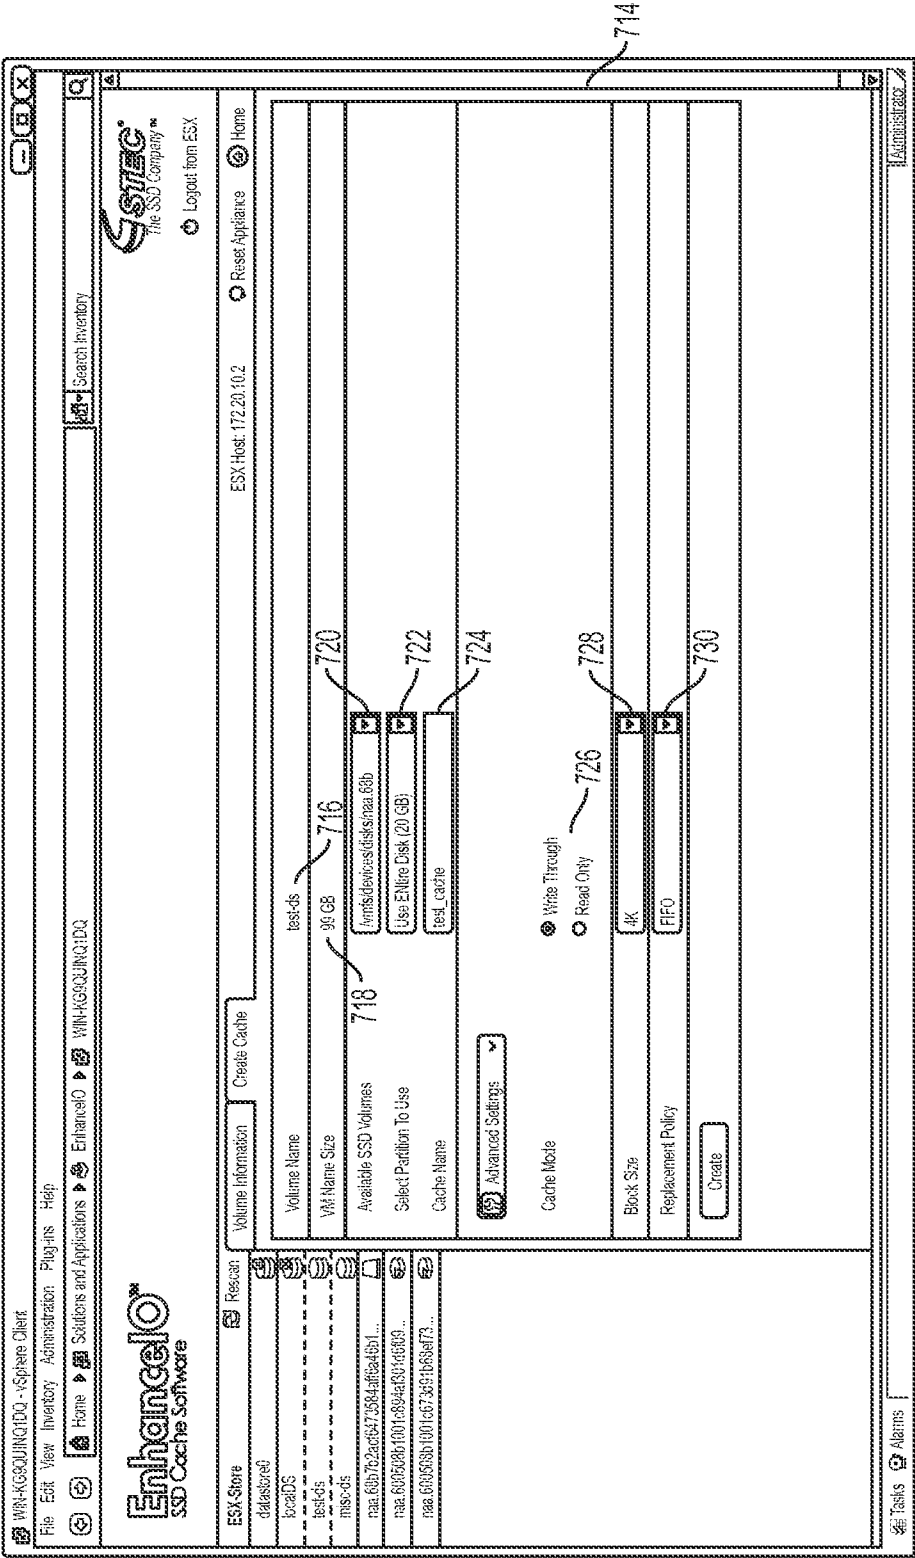 WIN-KG9QUINQ1DQ - vSphere Client
File Edit View Inventory Administration Plug-ins Help
Home Solutions and Applications EnhanceIO WIN-KG9QUINQ1DQ
Search Inventory
EnhanceIO℠
SSD Cache Software
STEC®
The SSD Company™
Logout from ESX
ESX-Store
Rescan
Volume Information
Create Cache
ESX Host: 172.20.10.2
Reset Appliance
Home
datastore0
localDS
test-ds
misc-ds
Volume Name
test-ds
716
VM Name Size
99 GB
718
Available SSD Volumes
/vmfs/devices/disks/naa.68b
720
Select Partition To Use
Use ENtire Disk (20 GB)
722
Cache Name
test_cache
724
Advanced Settings
Cache Mode
Write Through
Read Only
726
Block Size
4K
728
Replacement Policy
FIFO
730
Create
714
Tasks
Alarms
Administrator